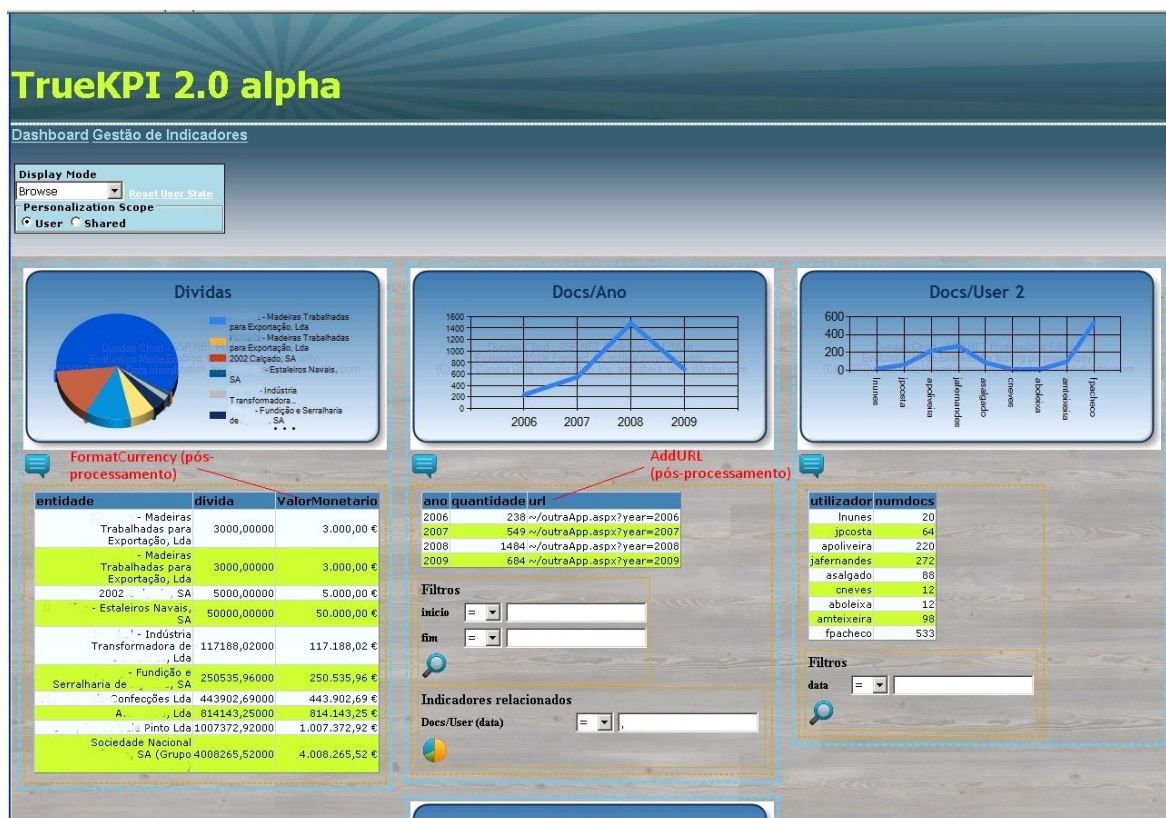 TrueKPI 2.0 alpha
Dashboard Gestão de Indicadores
Display Mode
Browse
Reset User State
Personalization Scope
User Shared
Dividas
- Madeiras Trabalhadas
para Exportação, Lda
- Madeiras Trabalhadas
para Exportação, Lda
2002 Calçado, SA
- Estaleiros Navais,
SA
- Indústria
Transformadora...
- Fundição e Serralharia
de SA
FormatCurrency (pós-
processamento)
entidade divida ValorMonetario
- Madeiras
Trabalhadas para
Exportação, Lda 3000,00000 3.000,00 €
- Madeiras
Trabalhadas para
Exportação, Lda 3000,00000 3.000,00 €
2002 , SA 5000,00000 5.000,00 €
- Estaleiros Navais,
SA 50000,00000 50.000,00 €
- Indústria
Transformadora de
, Lda 117188,02000 117.188,02 €
- Fundição e
Serralharia de , SA 250535,96000 250.535,96 €
Confecções Lda 443902,69000 443.902,69 €
A. , Lda 814143,25000 814.143,25 €
Pinto Lda 1007372,92000 1.007.372,92 €
Sociedade Nacional
, SA (Grupo 4008265,52000 4.008.265,52 €
)
Docs/Ano
1600
1400
1200
1000
800
600
400
200
0
2006 2007 2008 2009
AddURL
(pós-processamento)
ano quantidade url
2006 238 ~/outraApp.aspx?year=2006
2007 549 ~/outraApp.aspx?year=2007
2008 1484 ~/outraApp.aspx?year=2008
2009 684 ~/outraApp.aspx?year=2009
Filtros
inicio =
fim =
Indicadores relacionados
Docs/User (data) = ,
Docs/User 2
600
400
200
0
lnunes jpcosta apoliveira jafernandes asalgado cneves aboleixa amteixeira fpacheco
utilizador numdocs
lnunes 20
jpcosta 64
apoliveira 220
jafernandes 272
asalgado 88
cneves 12
aboleixa 12
amteixeira 98
fpacheco 533
Filtros
data =